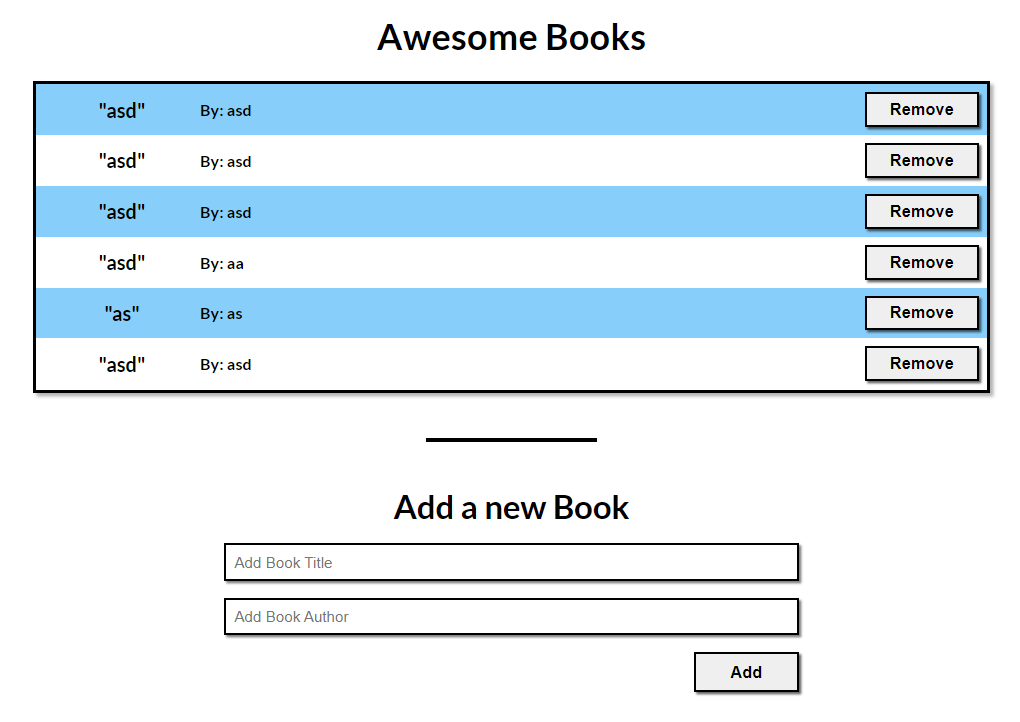 Awesome Books
"asd" By: asd Remove
"asd" By: asd Remove
"asd" By: asd Remove
"asd" By: aa Remove
"as" By: as Remove
"asd" By: asd Remove
Add a new Book
Add Book Title
Add Book Author
Add